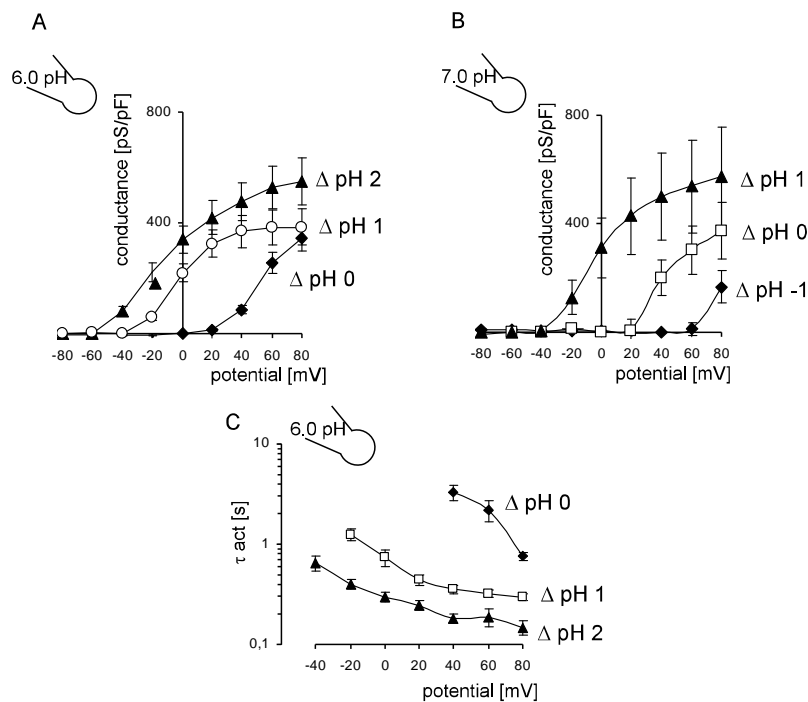 A
6.0 pH
conductance [pS/pF]
800
400
Δ pH 2
Δ pH 1
Δ pH 0
-80 -60 -40 -20 0 20 40 60 80
potential [mV]
B
7.0 pH
conductance [pS/pF]
800
400
Δ pH 1
Δ pH 0
Δ pH -1
-80 -60 -40 -20 0 20 40 60 80
potential [mV]
C
6.0 pH
τ act [s]
10
1
0,1
Δ pH 0
Δ pH 1
Δ pH 2
-40 -20 0 20 40 60 80
potential [mV]